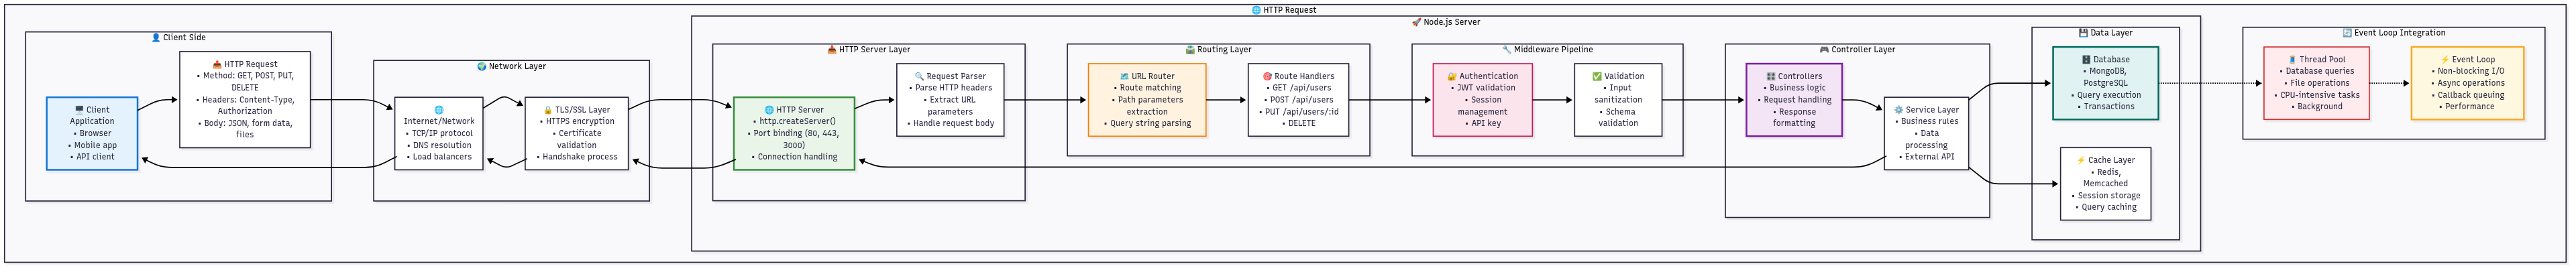 🌐 HTTP Request
👤 Client Side
🖥️ Client
Application
• Browser
• Mobile app
• API client
📤 HTTP Request
• Method: GET, POST, PUT,
DELETE
• Headers: Content-Type,
Authorization
• Body: JSON, form data,
files
🌍 Network Layer
🌐
Internet/Network
• TCP/IP protocol
• DNS resolution
• Load balancers
🔒 TLS/SSL Layer
• HTTPS encryption
• Certificate
validation
• Handshake process
🚀 Node.js Server
📥 HTTP Server Layer
🌐 HTTP Server
• http.createServer()
• Port binding (80, 443,
3000)
• Connection handling
🔍 Request Parser
• Parse HTTP headers
• Extract URL
parameters
• Handle request body
🛣️ Routing Layer
🗺️ URL Router
• Route matching
• Path parameters
extraction
• Query string parsing
🎯 Route Handlers
• GET /api/users
• POST /api/users
• PUT /api/users/:id
• DELETE
🔧 Middleware Pipeline
🔐 Authentication
• JWT validation
• Session
management
• API key
✅ Validation
• Input
sanitization
• Schema
validation
🎮 Controller Layer
🎛️ Controllers
• Business logic
• Request handling
• Response
formatting
⚙️ Service Layer
• Business rules
• Data
processing
• External API
💾 Data Layer
🗄️ Database
• MongoDB,
PostgreSQL
• Query execution
• Transactions
⚡ Cache Layer
• Redis,
Memcached
• Session storage
• Query caching
🔄 Event Loop Integration
🧵 Thread Pool
• Database queries
• File operations
• CPU-intensive tasks
• Background
⚡ Event Loop
• Non-blocking I/O
• Async operations
• Callback queuing
• Performance